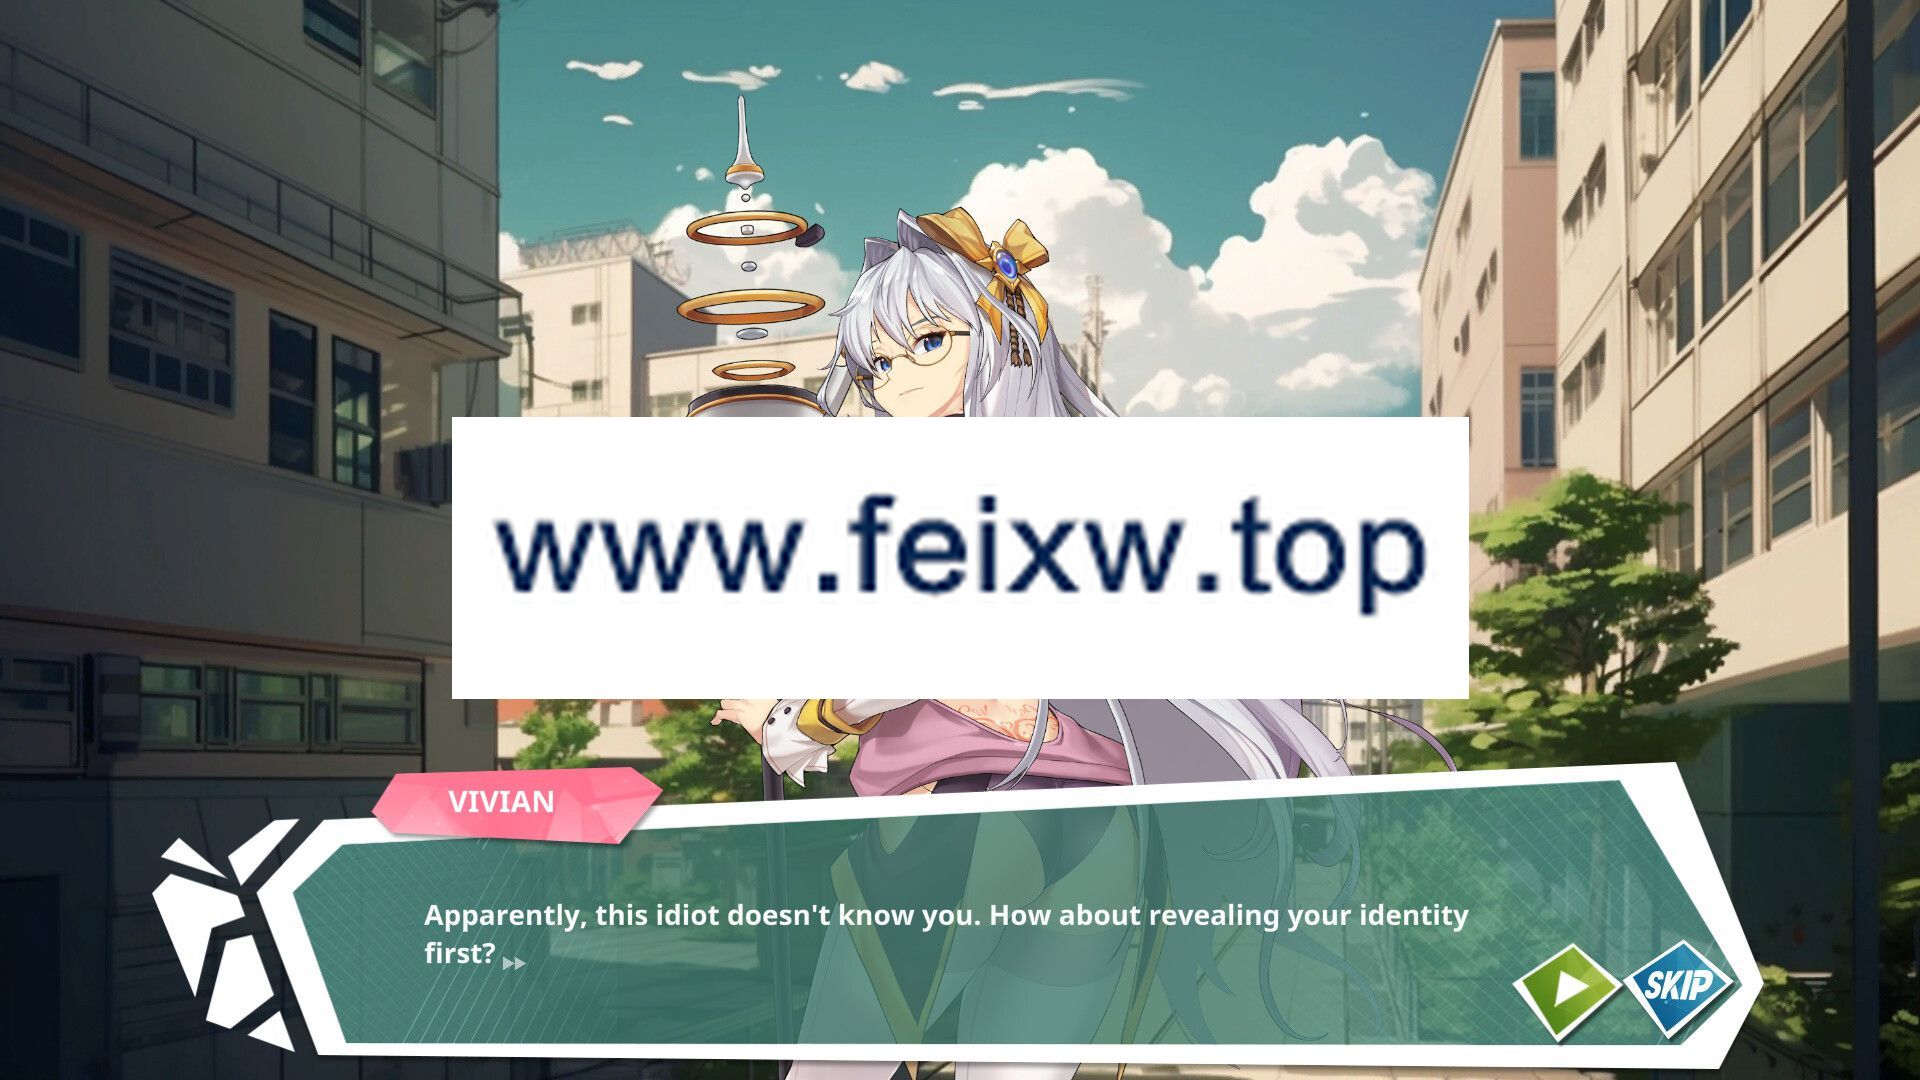 www.feixw.top
VIVIAN
Apparently, this idiot doesn't know you. How about revealing your identity
first?
SKIP